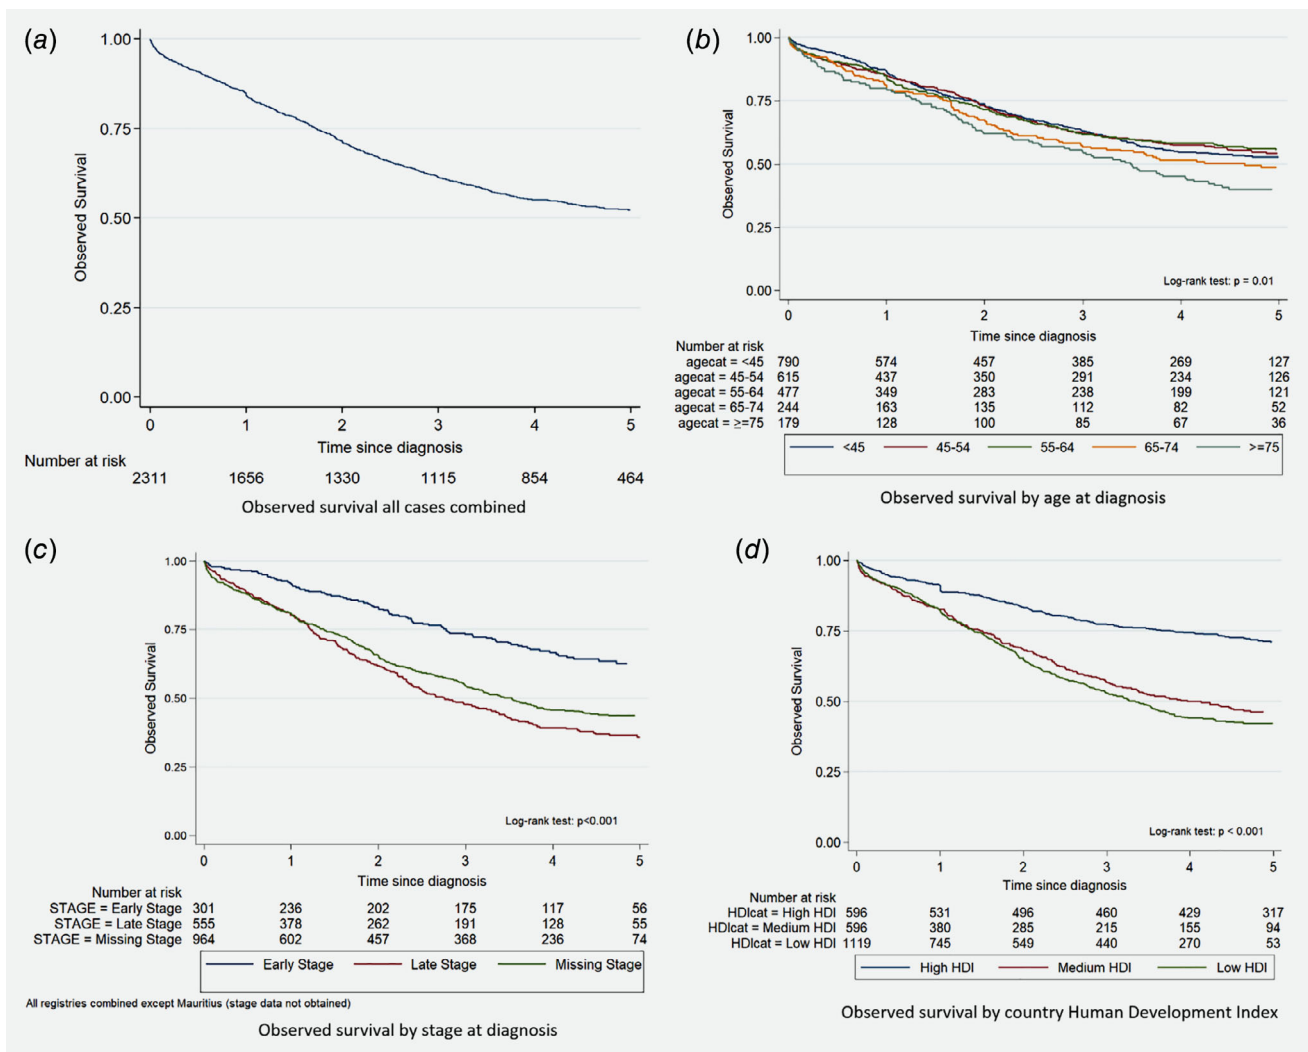 (a)
1.00
0.75
0.50
0.25
0.00
Observed Survival
0 1 2 3 4 5
Time since diagnosis
Number at risk
2311 1656 1330 1115 854 464
Observed survival all cases combined
(b)
1.00
0.75
0.50
0.25
0.00
Observed Survival
Log-rank test: p = 0.01
0 1 2 3 4 5
Time since diagnosis
Number at risk
agecat = <45 790 574 457 385 269 127
agecat = 45-54 615 437 350 291 234 126
agecat = 55-64 477 349 283 238 199 121
agecat = 65-74 244 163 135 112 82 52
agecat = ≥=75 179 128 100 85 67 36
<45 45-54 55-64 65-74 >=75
Observed survival by age at diagnosis
(c)
1.00
0.75
0.50
0.25
0.00
Observed Survival
Log-rank test: p<0.001
0 1 2 3 4 5
Time since diagnosis
Number at risk
STAGE = Early Stage 301 236 202 175 117 56
STAGE = Late Stage 555 378 262 191 128 55
STAGE = Missing Stage 964 602 457 368 236 74
Early Stage Late Stage Missing Stage
All registries combined except Mauritius (stage data not obtained)
Observed survival by stage at diagnosis
(d)
1.00
0.75
0.50
0.25
0.00
Observed Survival
Log-rank test: p < 0.001
0 1 2 3 4 5
Time since diagnosis
Number at risk
HDIcat = High HDI 596 531 496 460 429 317
HDIcat = Medium HDI 596 380 285 215 155 94
HDIcat = Low HDI 1119 745 549 440 270 53
High HDI Medium HDI Low HDI
Observed survival by country Human Development Index